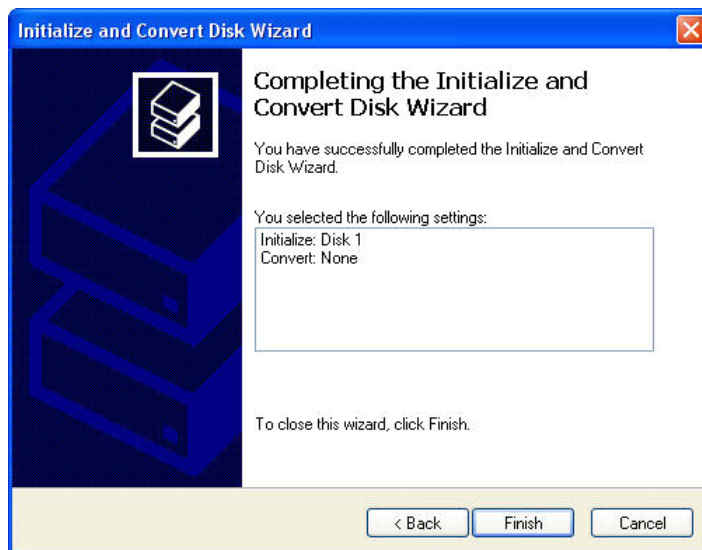 Initialize and Convert Disk Wizard
Completing the Initialize and
Convert Disk Wizard
You have successfully completed the Initialize and Convert
Disk Wizard.
You selected the following settings:
Initialize: Disk 1
Convert: None
To close this wizard, click Finish.
< Back
Finish
Cancel